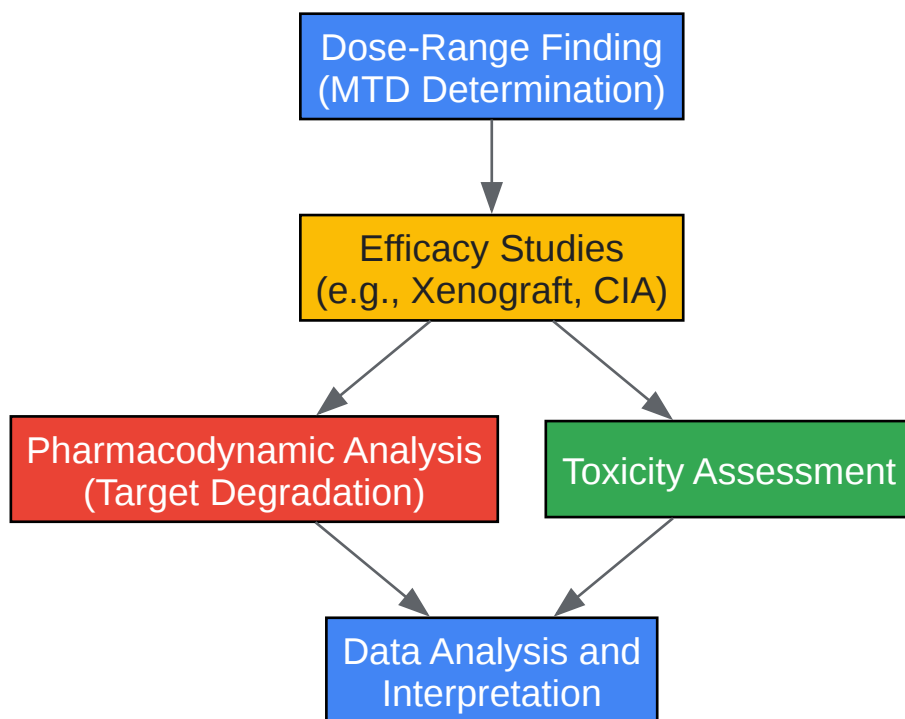 Dose-Range Finding
(MTD Determination)
Efficacy Studies
(e.g., Xenograft, CIA)
Pharmacodynamic Analysis
(Target Degradation)
Toxicity Assessment
Data Analysis and
Interpretation